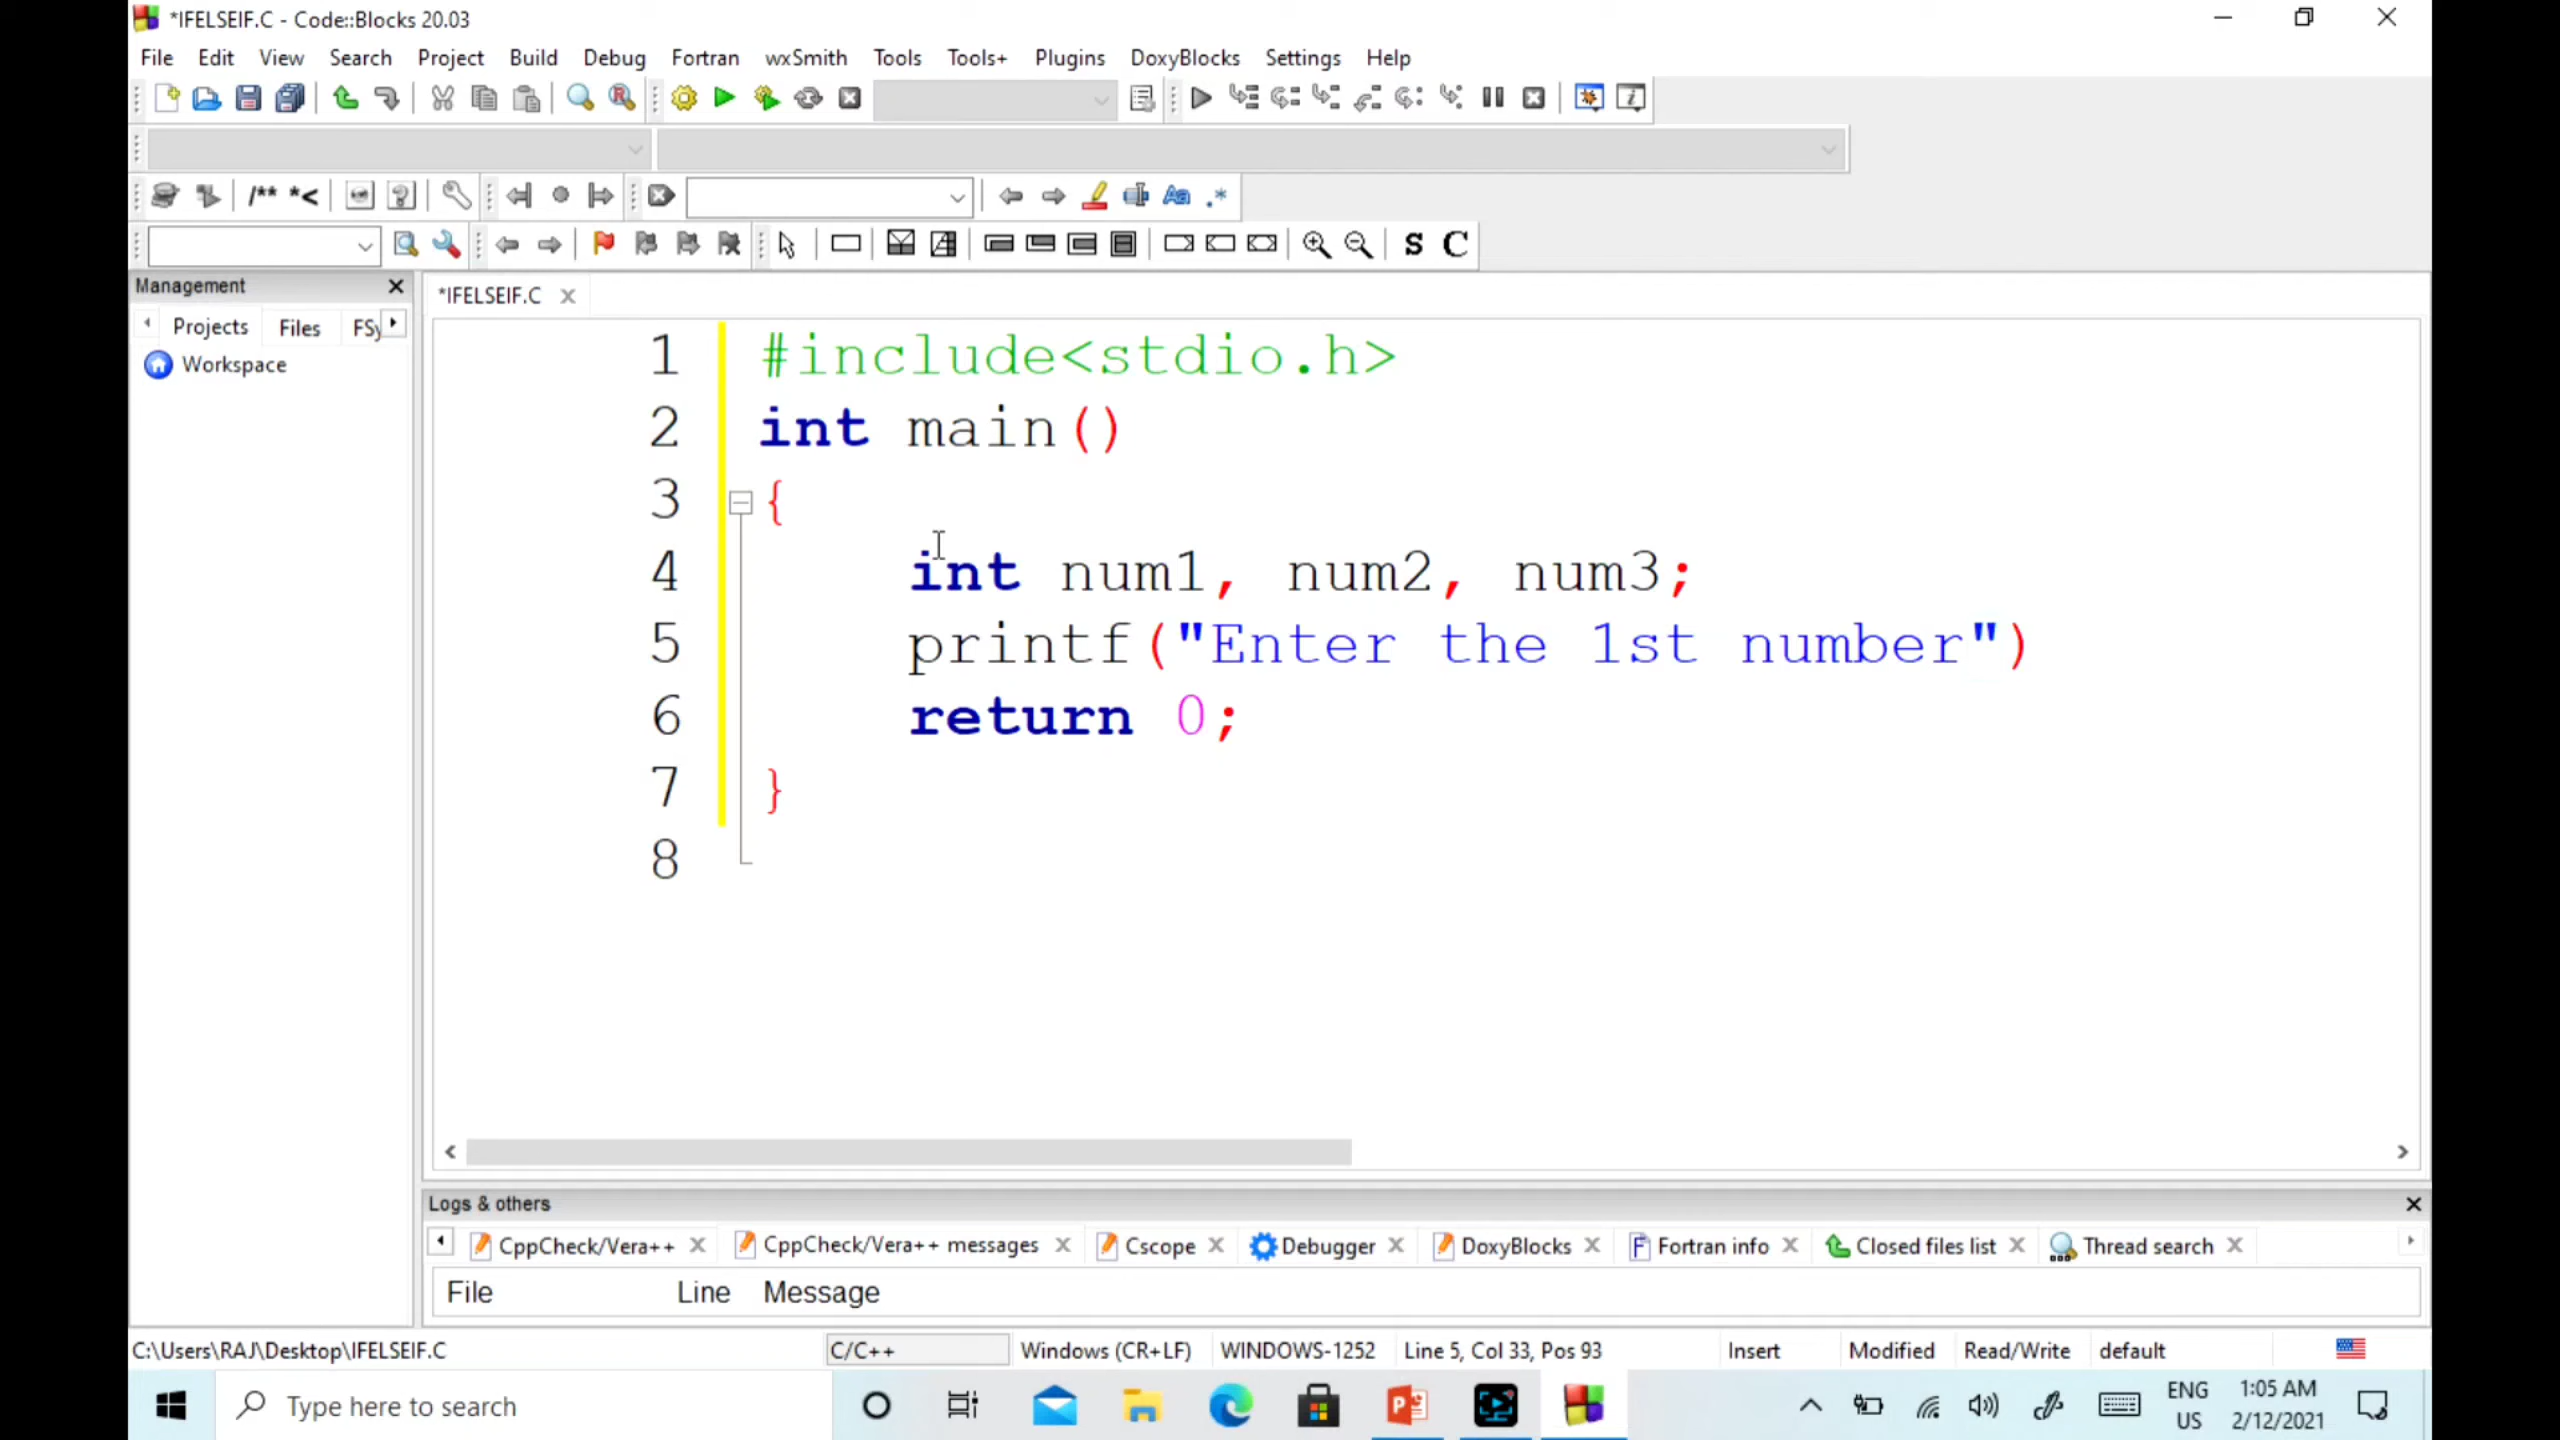 *IFELSEIF.C - Code::Blocks 20.03
File Edit View Search Project Build Debug Fortran wxSmith Tools Tools+ Plugins DoxyBlocks Settings Help
/** *<
Aa .*
S C
Management
Projects Files FSy
Workspace
*IFELSEIF.C
1 #include<stdio.h>
2 int main()
3 {
4 int num1, num2, num3;
5 printf("Enter the 1st number")
6 return 0;
7 }
8
Logs & others
CppCheck/Vera++ CppCheck/Vera++ messages Cscope Debugger DoxyBlocks Fortran info Closed files list Thread search
File Line Message
C:\Users\RAJ\Desktop\IFELSEIF.C C/C++ Windows (CR+LF) WINDOWS-1252 Line 5, Col 33, Pos 93 Insert Modified Read/Write default
Type here to search
ENG
US
1:05 AM
2/12/2021